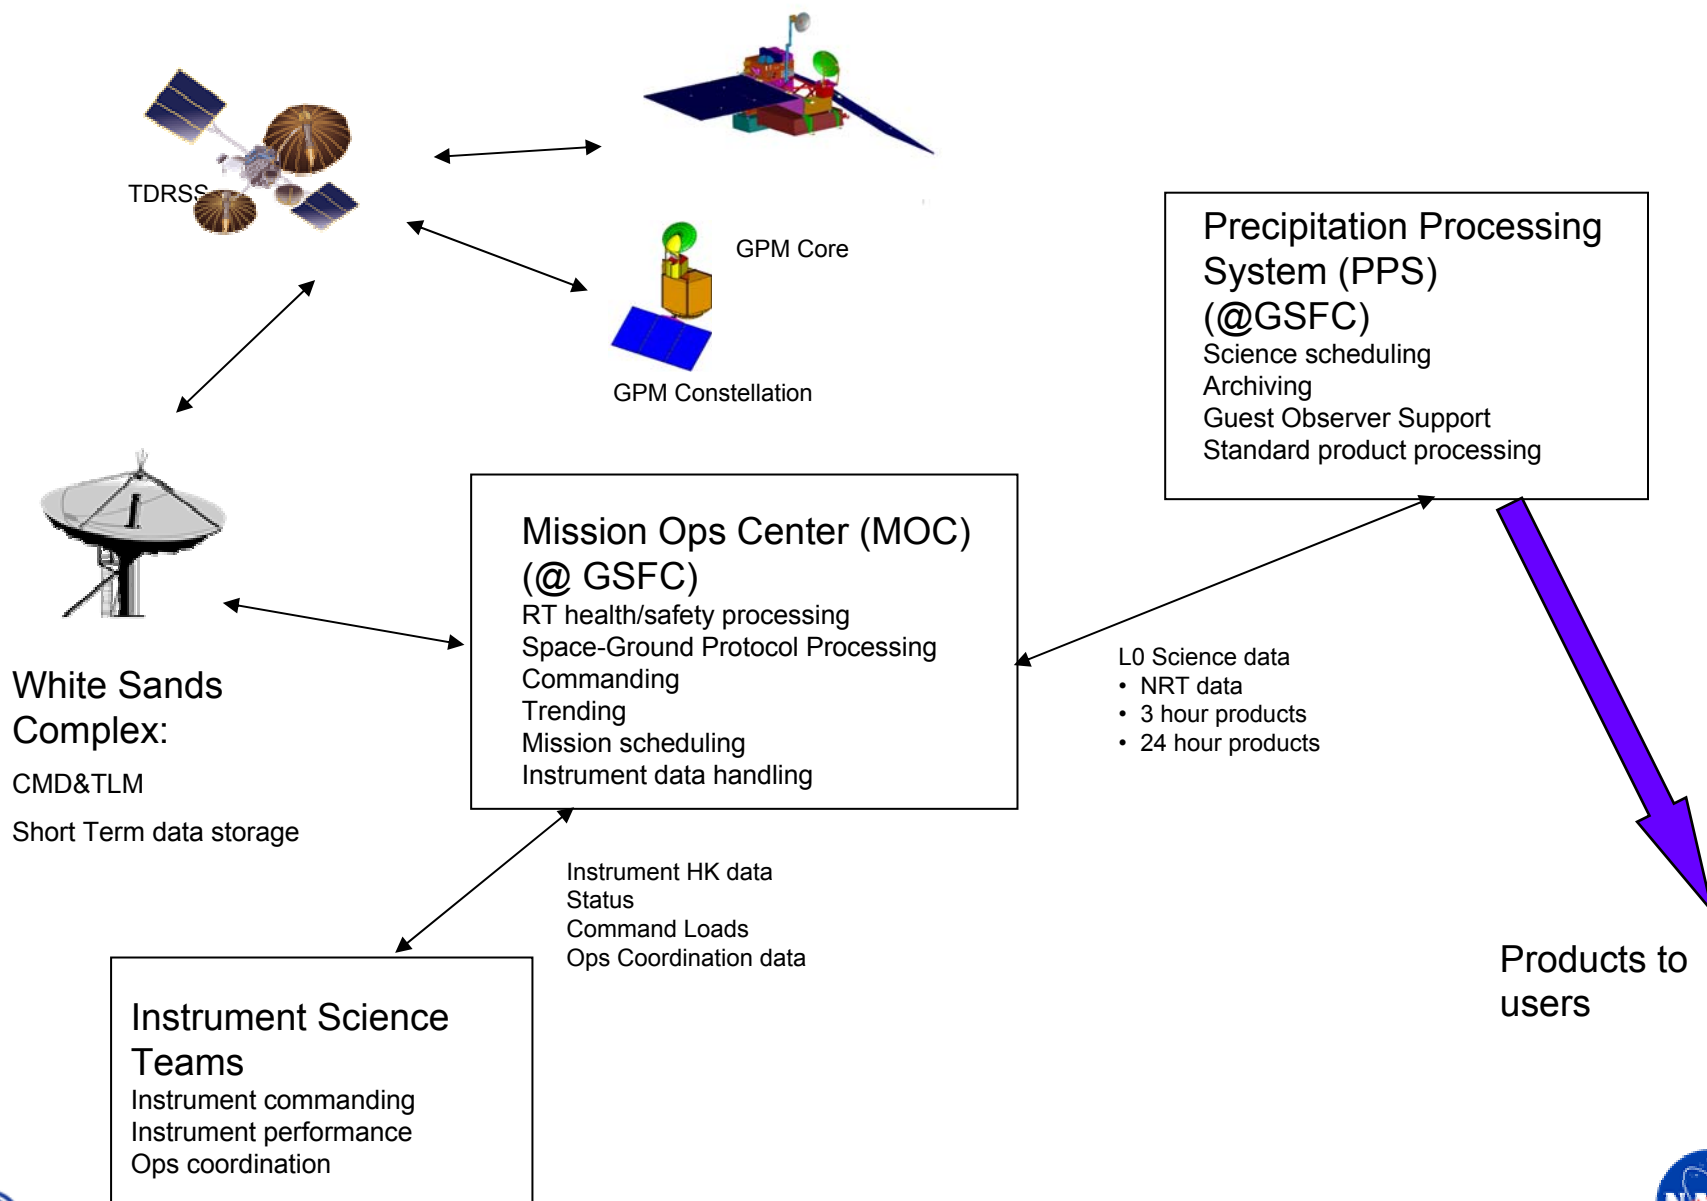 TDRSS
GPM Core
GPM Constellation
Precipitation Processing
System (PPS)
(@GSFC)
Science scheduling
Archiving
Guest Observer Support
Standard product processing
Mission Ops Center (MOC)
(@ GSFC)
RT health/safety processing
Space-Ground Protocol Processing
Commanding
Trending
Mission scheduling
Instrument data handling
White Sands
Complex:
CMD&TLM
Short Term data storage
L0 Science data
• NRT data
• 3 hour products
• 24 hour products
Instrument HK data
Status
Command Loads
Ops Coordination data
Products to
users
Instrument Science
Teams
Instrument commanding
Instrument performance
Ops coordination